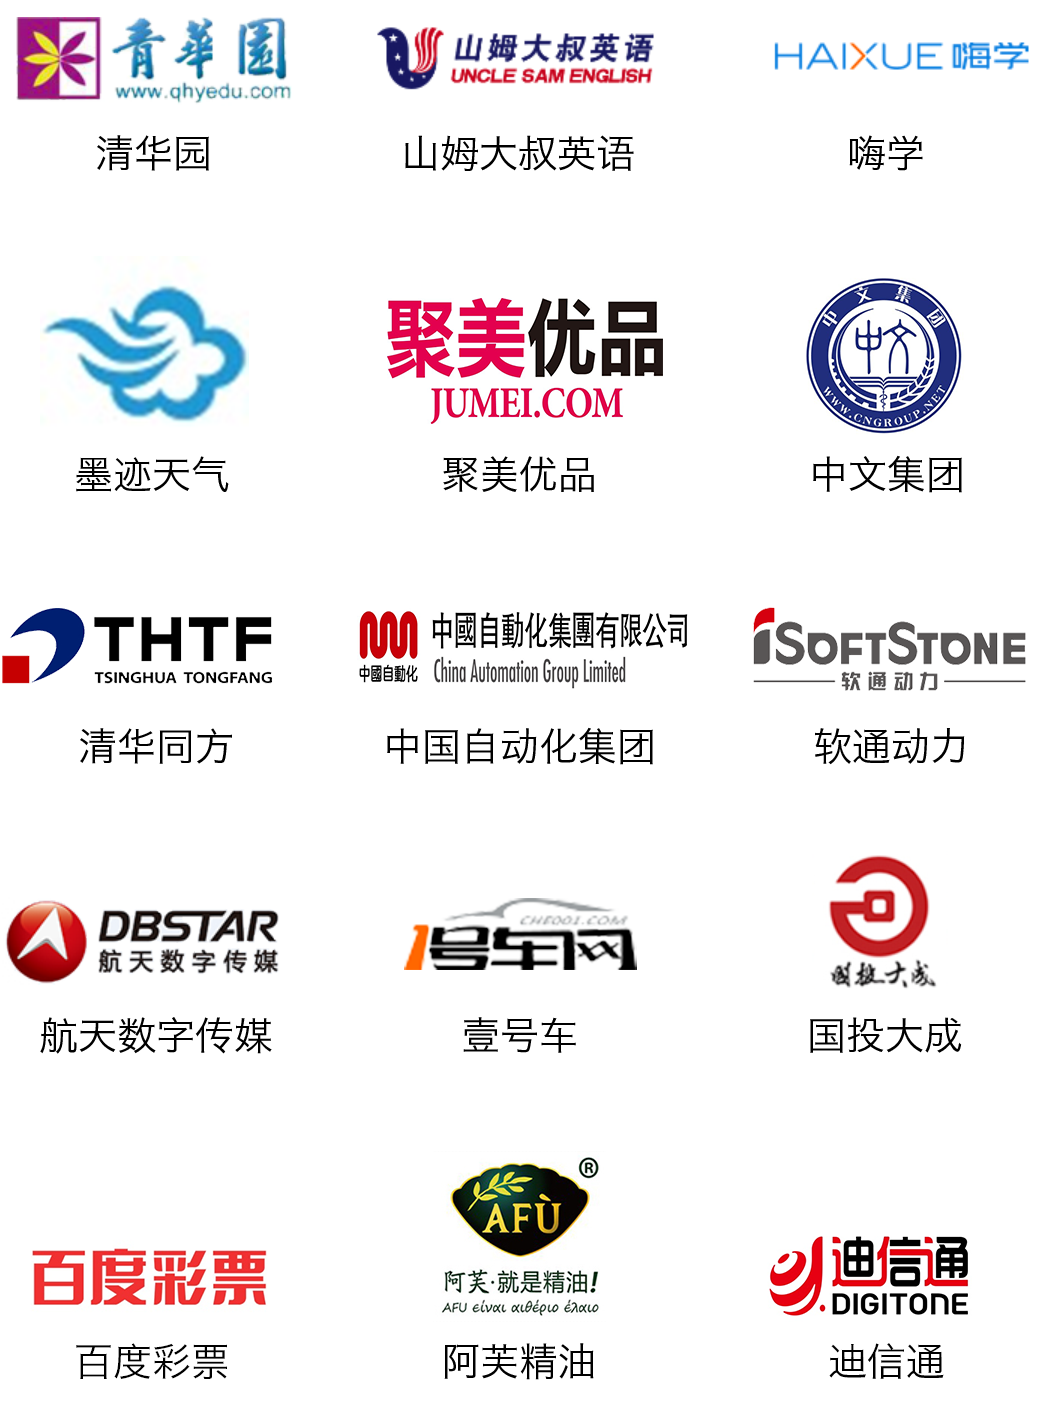 青華園
www.qhyedu.com
山姆大叔英语
UNCLE SAM ENGLISH
HAIXUE 嗨学
清华园
山姆大叔英语
嗨学
聚美优品
JUMEI.COM
中文集团
中文
WWW.CNGROUP.NET
墨迹天气
聚美优品
中文集团
THTF
TSINGHUA TONGFANG
中國自動化
中國自動化集團有限公司
China Automation Group Limited
iSOFTSTONE
软通动力
清华同方
中国自动化集团
软通动力
DBSTAR
航天数字传媒
CHE001.COM
1号车网
国投大成
航天数字传媒
壹号车
国投大成
百度彩票
®
AFÙ
阿芙·就是精油!
AFU είναι αιθέριο έλαιο
迪信通
DIGITONE
百度彩票
阿芙精油
迪信通